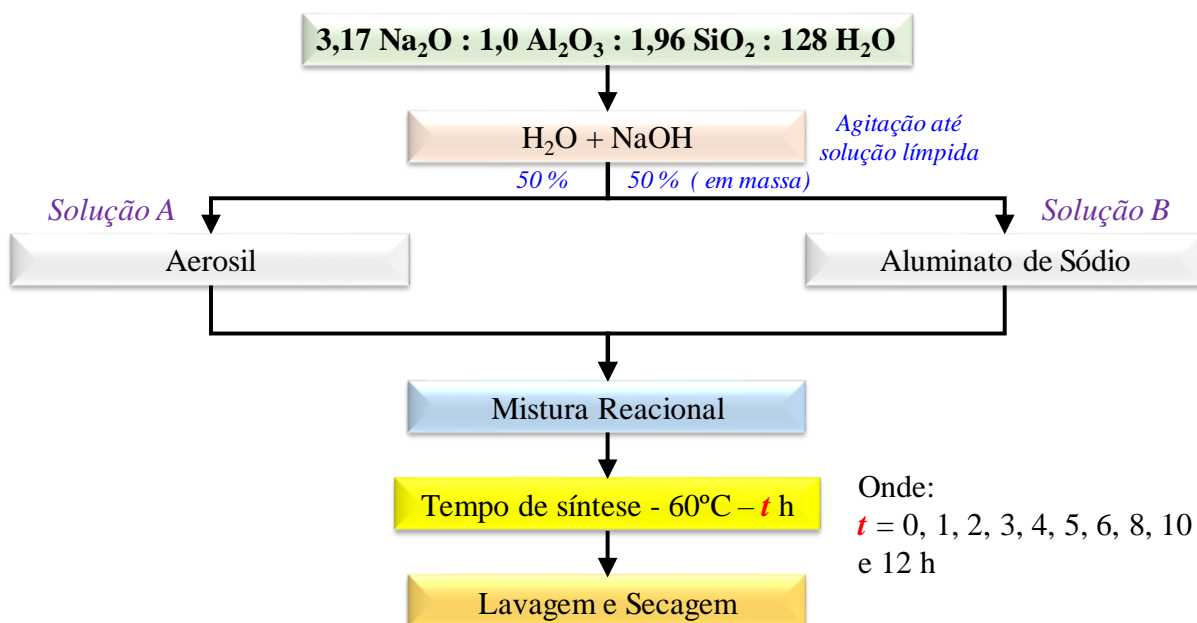 3,17 Na₂O : 1,0 Al₂O₃ : 1,96 SiO₂ : 128 H₂O
H₂O + NaOH
Agitação até
solução límpida
50 %
50 % ( em massa)
Solução A
Solução B
Aerosil
Aluminato de Sódio
Mistura Reacional
Tempo de síntese - 60ºC – t h
Onde:
t = 0, 1, 2, 3, 4, 5, 6, 8, 10
e 12 h
Lavagem e Secagem